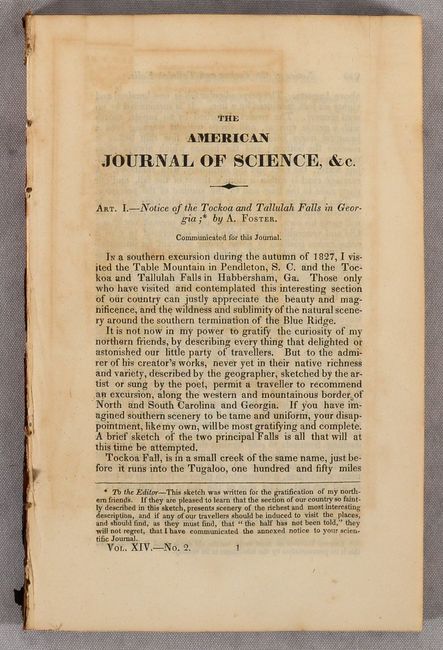 THE
AMERICAN
JOURNAL OF SCIENCE, &c.
ART. I.—Notice of the Tockoa and Tallulah Falls in Geor-
gia;* by A. FOSTER.
Communicated for this Journal.
IN a southern excursion during the autumn of 1827, I vis-
ited the Table Mountain in Pendleton, S. C. and the Toc-
koa and Tallulah Falls in Habbersham, Ga. Those only
who have visited and contemplated this interesting section
of our country can justly appreciate the beauty and mag-
nificence, and the wildness and sublimity of the natural scene-
ry around the southern termination of the Blue Ridge.
It is not now in my power to gratify the curiosity of my
northern friends, by describing every thing that delighted or
astonished our little party of travellers. But to the admi-
rer of his creator's works, never yet in their native richness
and variety, described by the geographer, sketched by the ar-
tist or sung by the poet, permit a traveller to recommend
an excursion, along the western and mountainous border of
North and South Carolina and Georgia. If you have im-
agined southern scenery to be tame and uniform, your disap-
pointment, like my own, will be most gratifying and complete.
A brief sketch of the two principal Falls is all that will at
this time be attempted.
Tockoa Fall, is in a small creek of the same name, just be-
fore it runs into the Tugaloo, one hundred and fifty miles
* To the Editor—This sketch was written for the gratification of my north-
ern friends. If they are pleased to learn that the section of our country so faint-
ly described in this sketch, presents scenery of the richest and most interesting
description, and if any of our travellers should be induced to visit the places,
and should find, as they must find, that "the half has not been told," they
will not regret, that I have communicated the annexed notice to your scien-
tific Journal.
VOL. XIV.—No. 2. 1